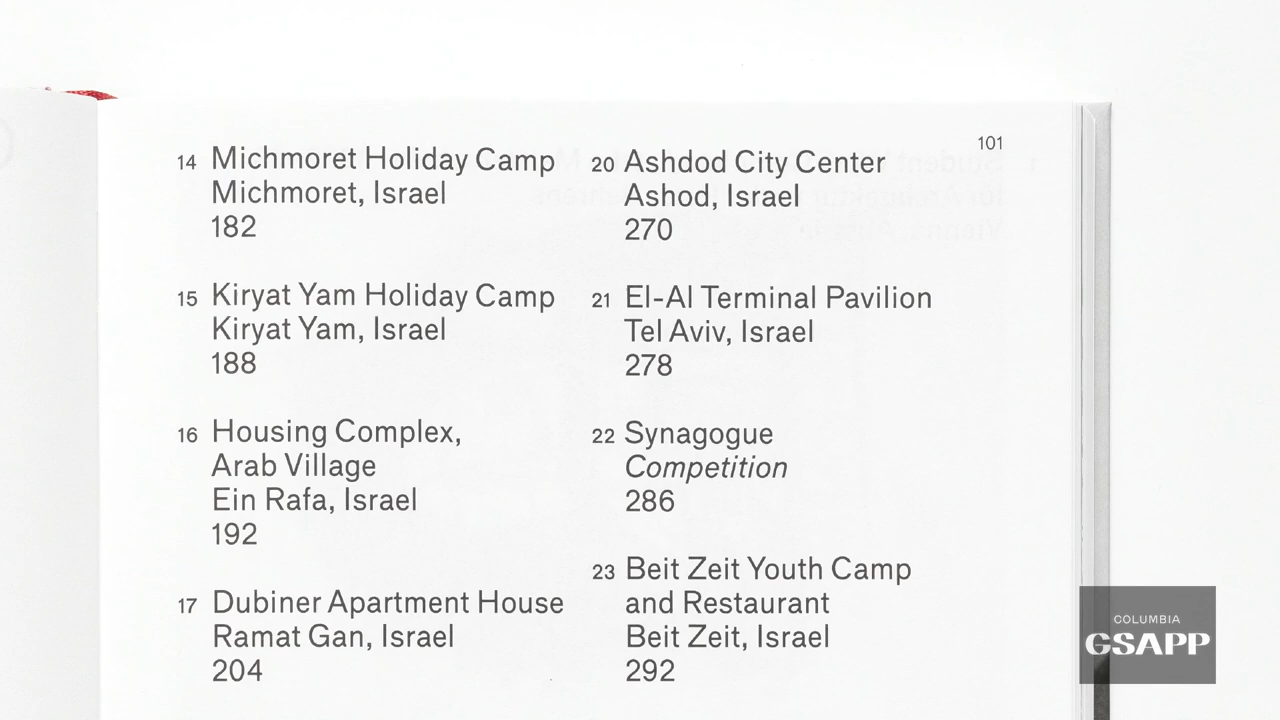 101
14 Michmoret Holiday Camp
Michmoret, Israel
182
15 Kiryat Yam Holiday Camp
Kiryat Yam, Israel
188
16 Housing Complex,
Arab Village
Ein Rafa, Israel
192
17 Dubiner Apartment House
Ramat Gan, Israel
204
20 Ashdod City Center
Ashod, Israel
270
21 El-Al Terminal Pavilion
Tel Aviv, Israel
278
22 Synagogue
Competition
286
23 Beit Zeit Youth Camp
and Restaurant
Beit Zeit, Israel
292
COLUMBIA
GSAPP